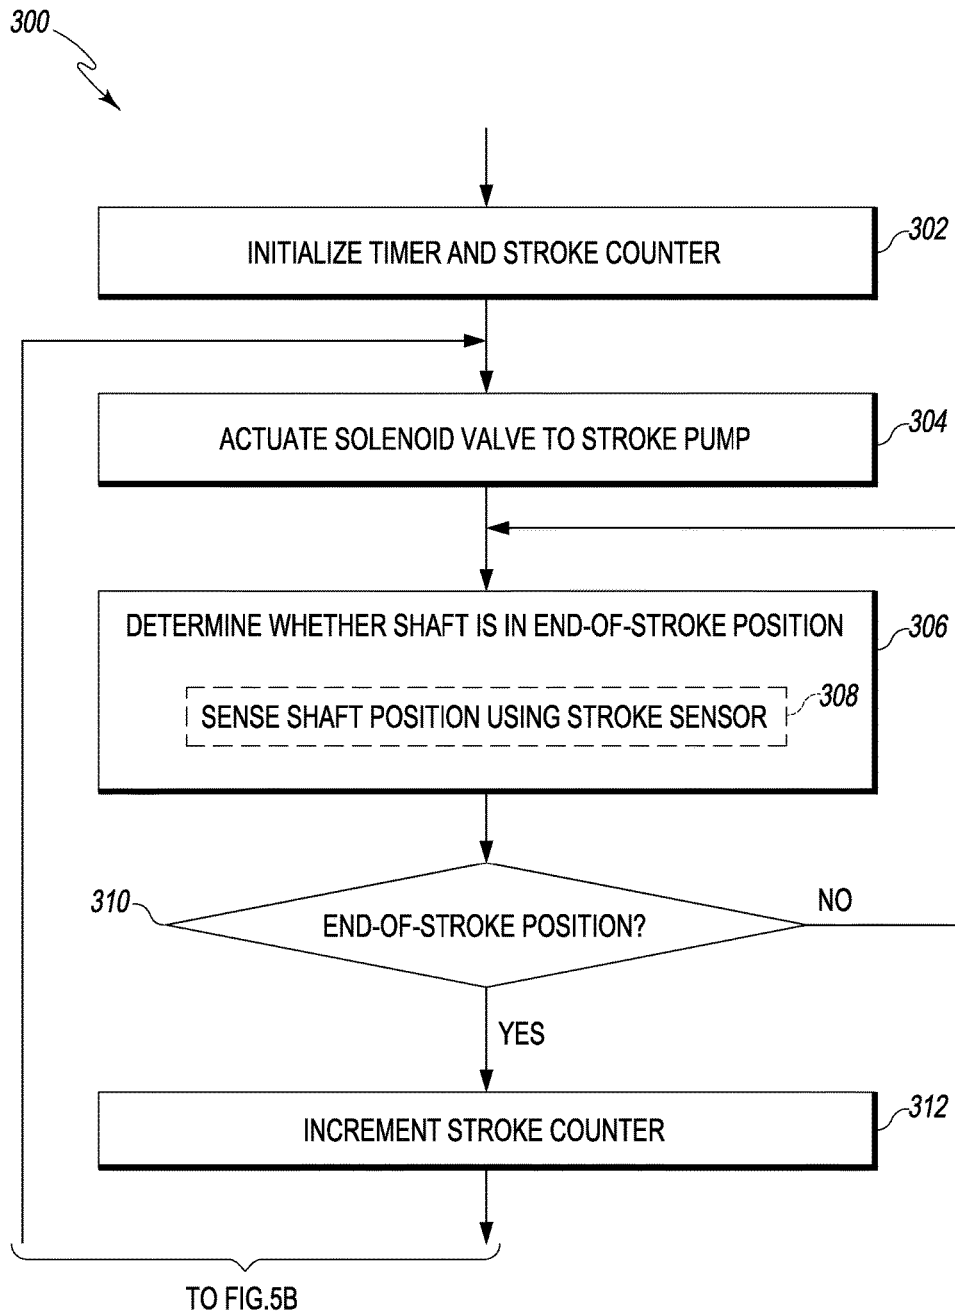 300
INITIALIZE TIMER AND STROKE COUNTER
302
ACTUATE SOLENOID VALVE TO STROKE PUMP
304
DETERMINE WHETHER SHAFT IS IN END-OF-STROKE POSITION
306
SENSE SHAFT POSITION USING STROKE SENSOR
308
310
END-OF-STROKE POSITION?
NO
YES
INCREMENT STROKE COUNTER
312
TO FIG.5B